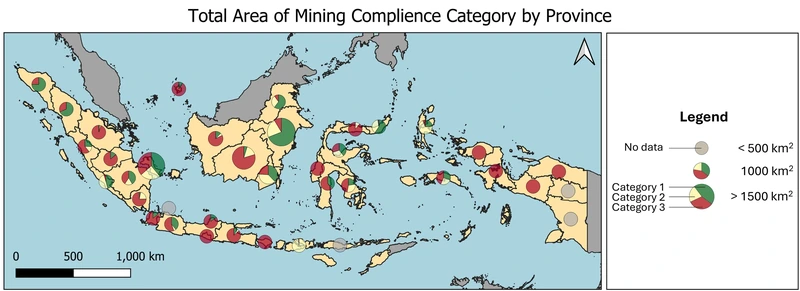 Total Area of Mining Complience Category by Province
Legend
No data
< 500 km²
1000 km²
Category 1
Category 2
Category 3
> 1500 km²
0 500 1,000 km